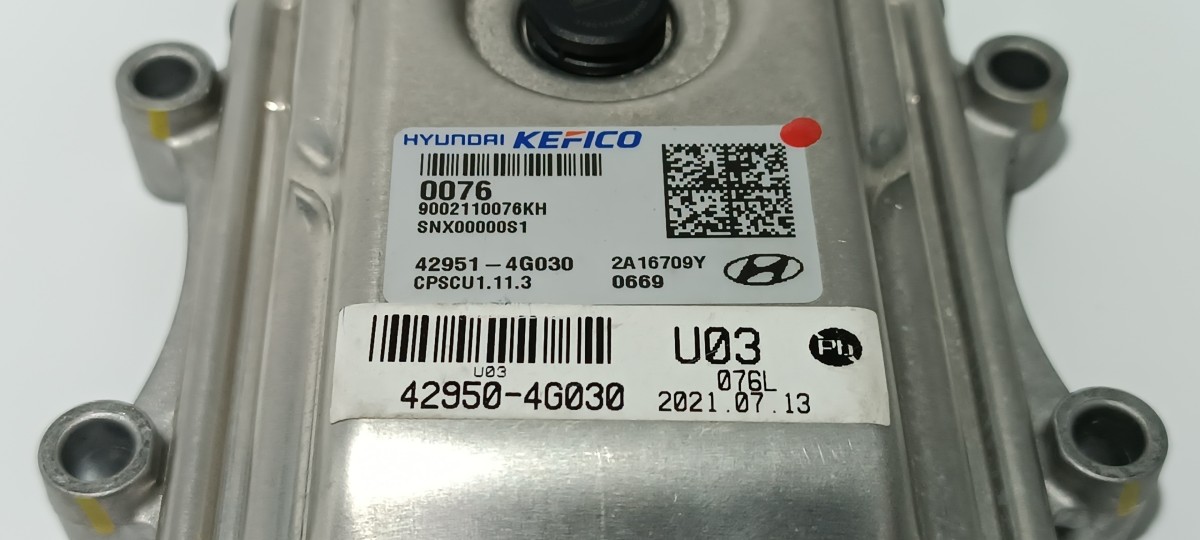 HYUNDAI KEFICO
0076
9002110076KH
SNX00000S1
42951-4G030 2A16709Y
CPSCU1.11.3 0669
U03 Pb
U03
076L
42950-4G030 2021.07.13